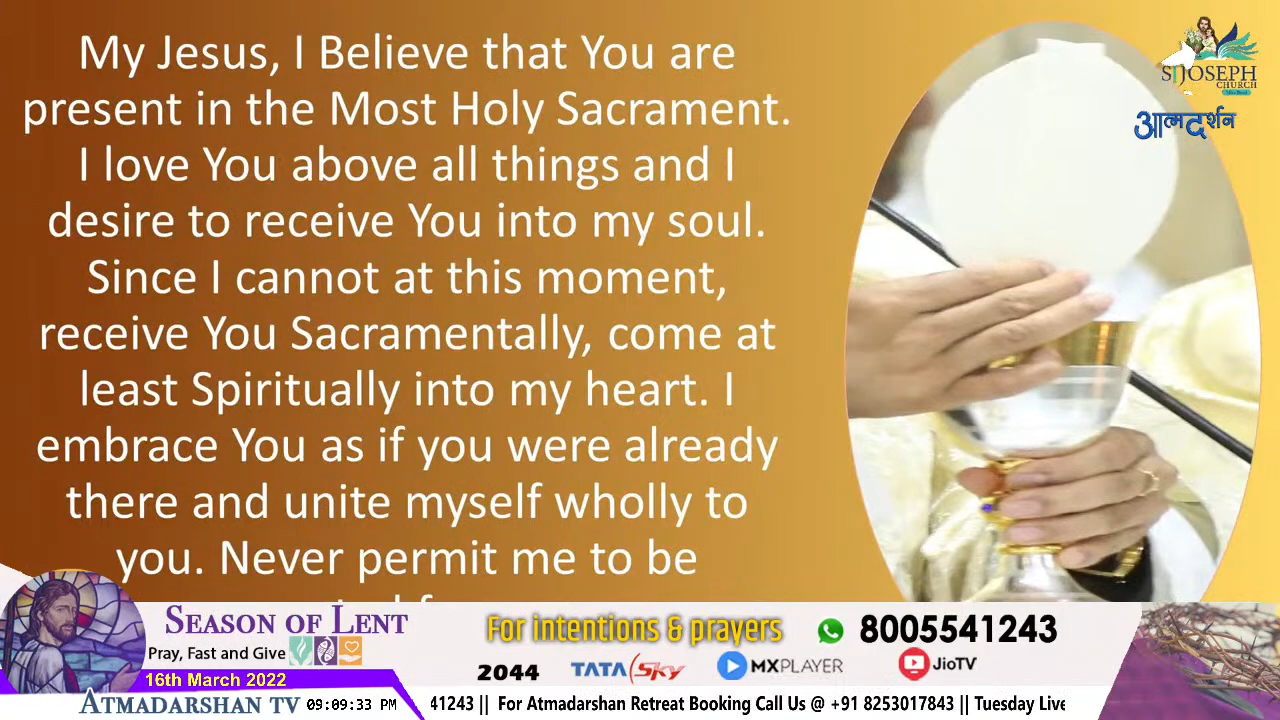 My Jesus, I Believe that You are
present in the Most Holy Sacrament.
I love You above all things and I
desire to receive You into my soul.
Since I cannot at this moment,
receive You Sacramentally, come at
least Spiritually into my heart. I
embrace You as if you were already
there and unite myself wholly to
you. Never permit me to be
ST JOSEPH
CHURCH
आत्मदर्शन
SEASON OF LENT
Pray, Fast and Give
16th March 2022
For intentions & prayers
8005541243
2044
TATA Sky
MXPLAYER
JioTV
ATMADARSHAN TV
09:09:33 PM
41243 || For Atmadarshan Retreat Booking Call Us @ +91 8253017843 || Tuesday Live